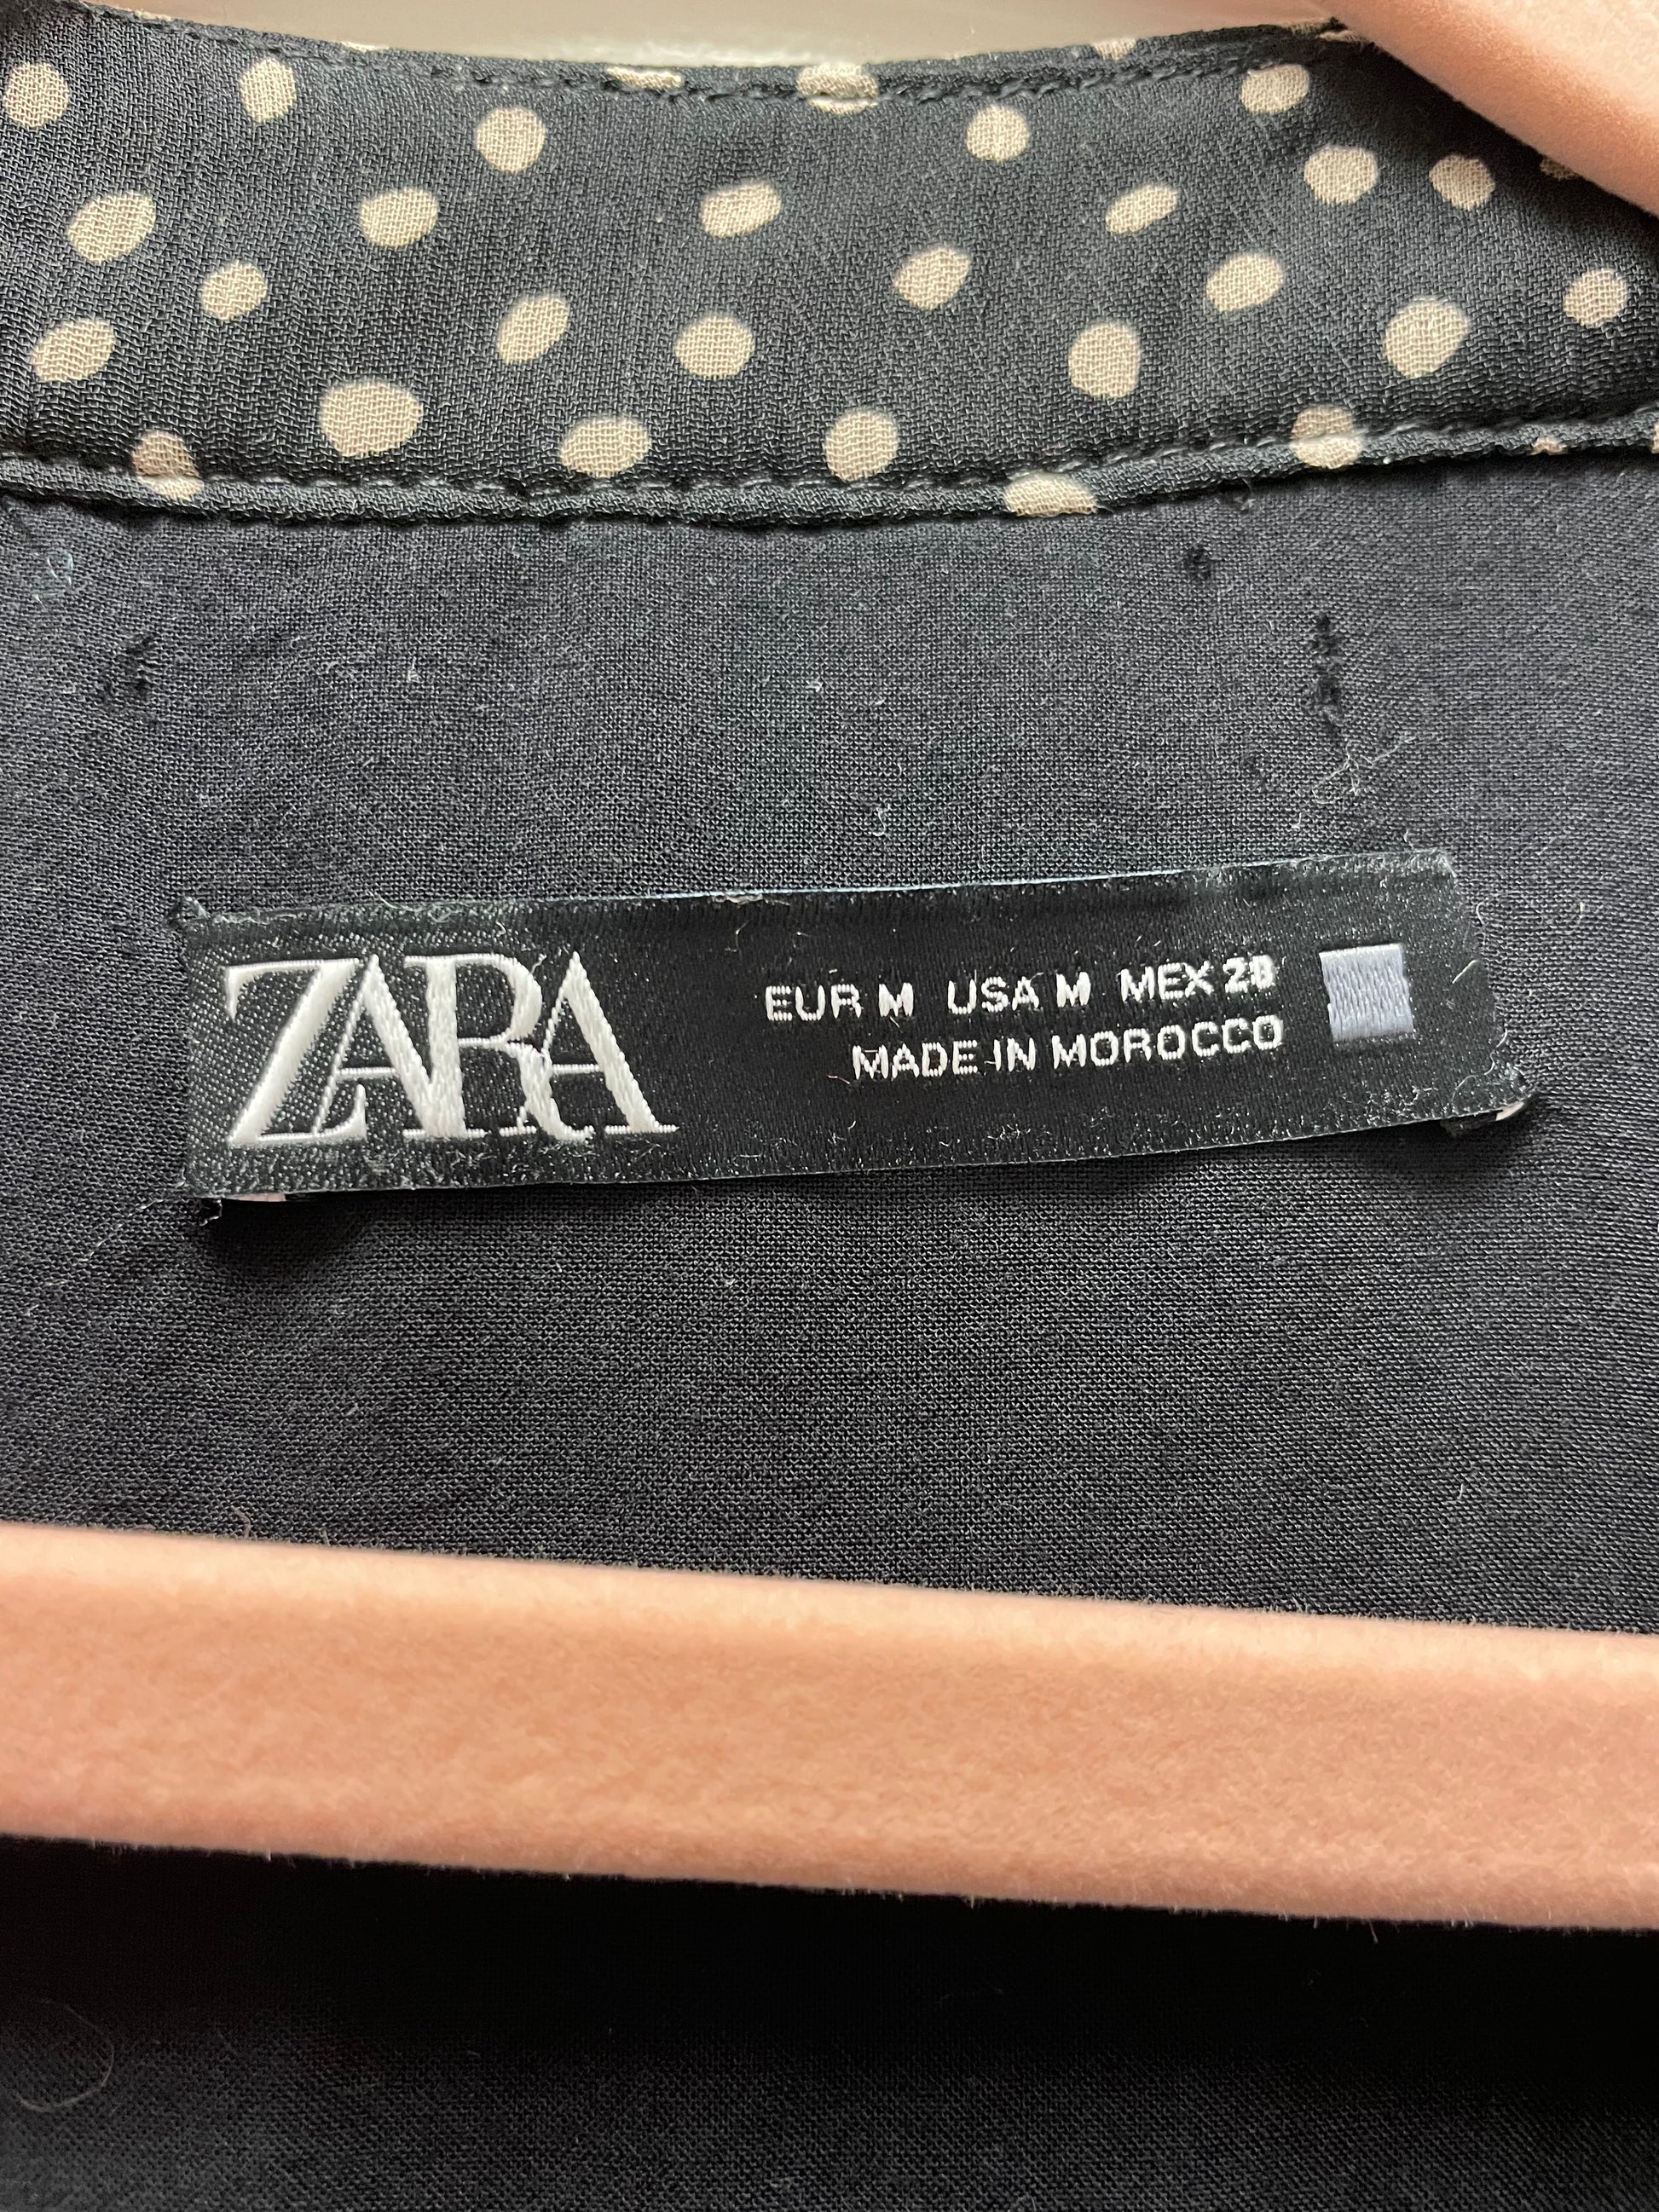 ZARA
EUR M USA M MEX 28
MADE IN MOROCCO